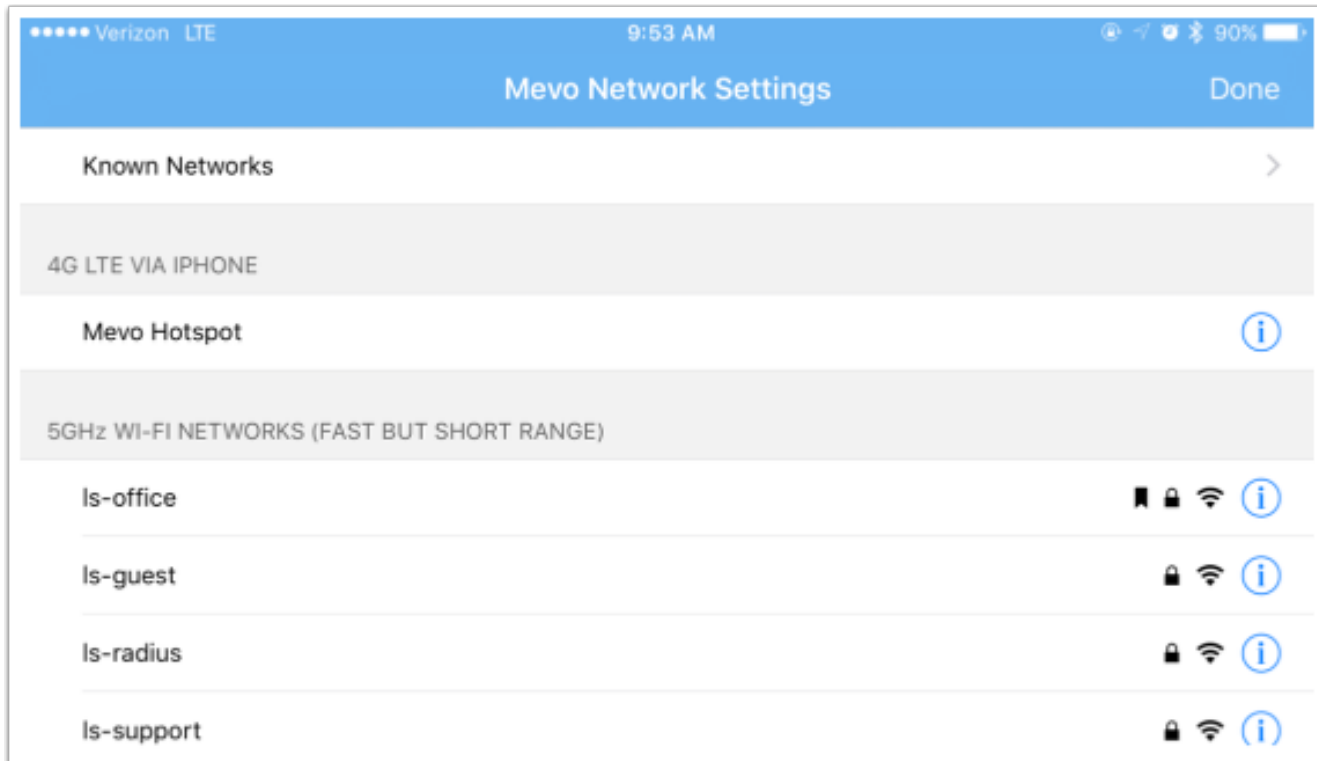 Verizon LTE 9:53 AM 90%
Mevo Network Settings Done
Known Networks
4G LTE VIA IPHONE
Mevo Hotspot
5GHz WI-FI NETWORKS (FAST BUT SHORT RANGE)
ls-office
ls-guest
ls-radius
ls-support